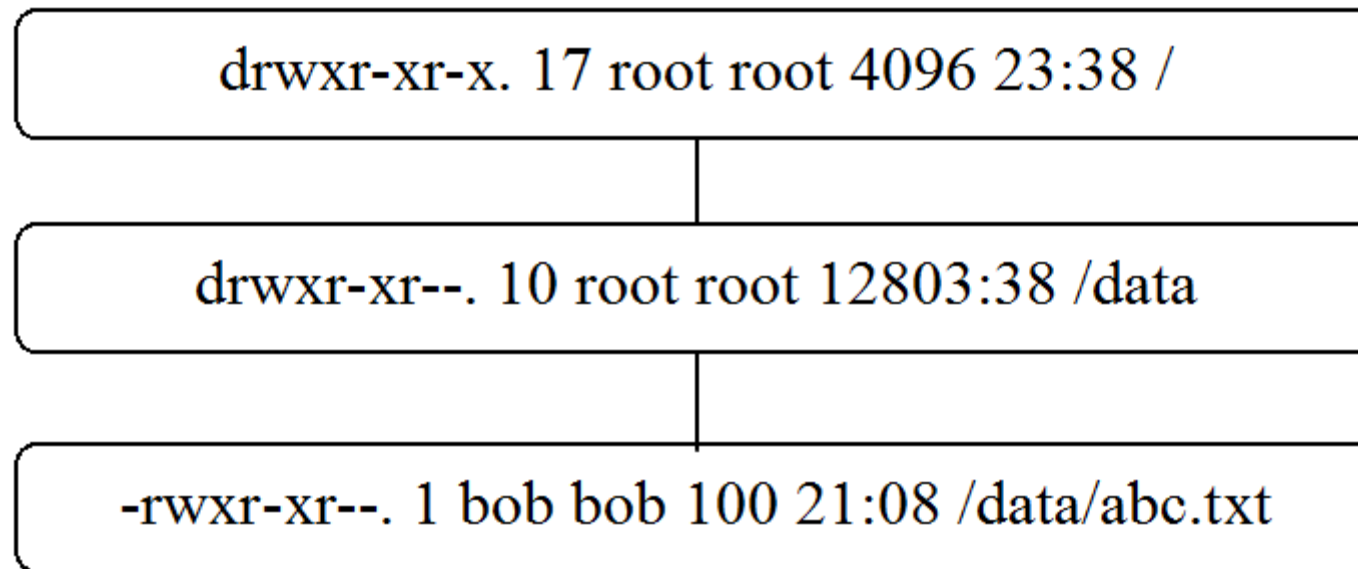 drwxr-xr-x. 17 root root 4096 23:38 /
drwxr-xr--. 10 root root 12803:38 /data
-rwxr-xr--. 1 bob bob 100 21:08 /data/abc.txt